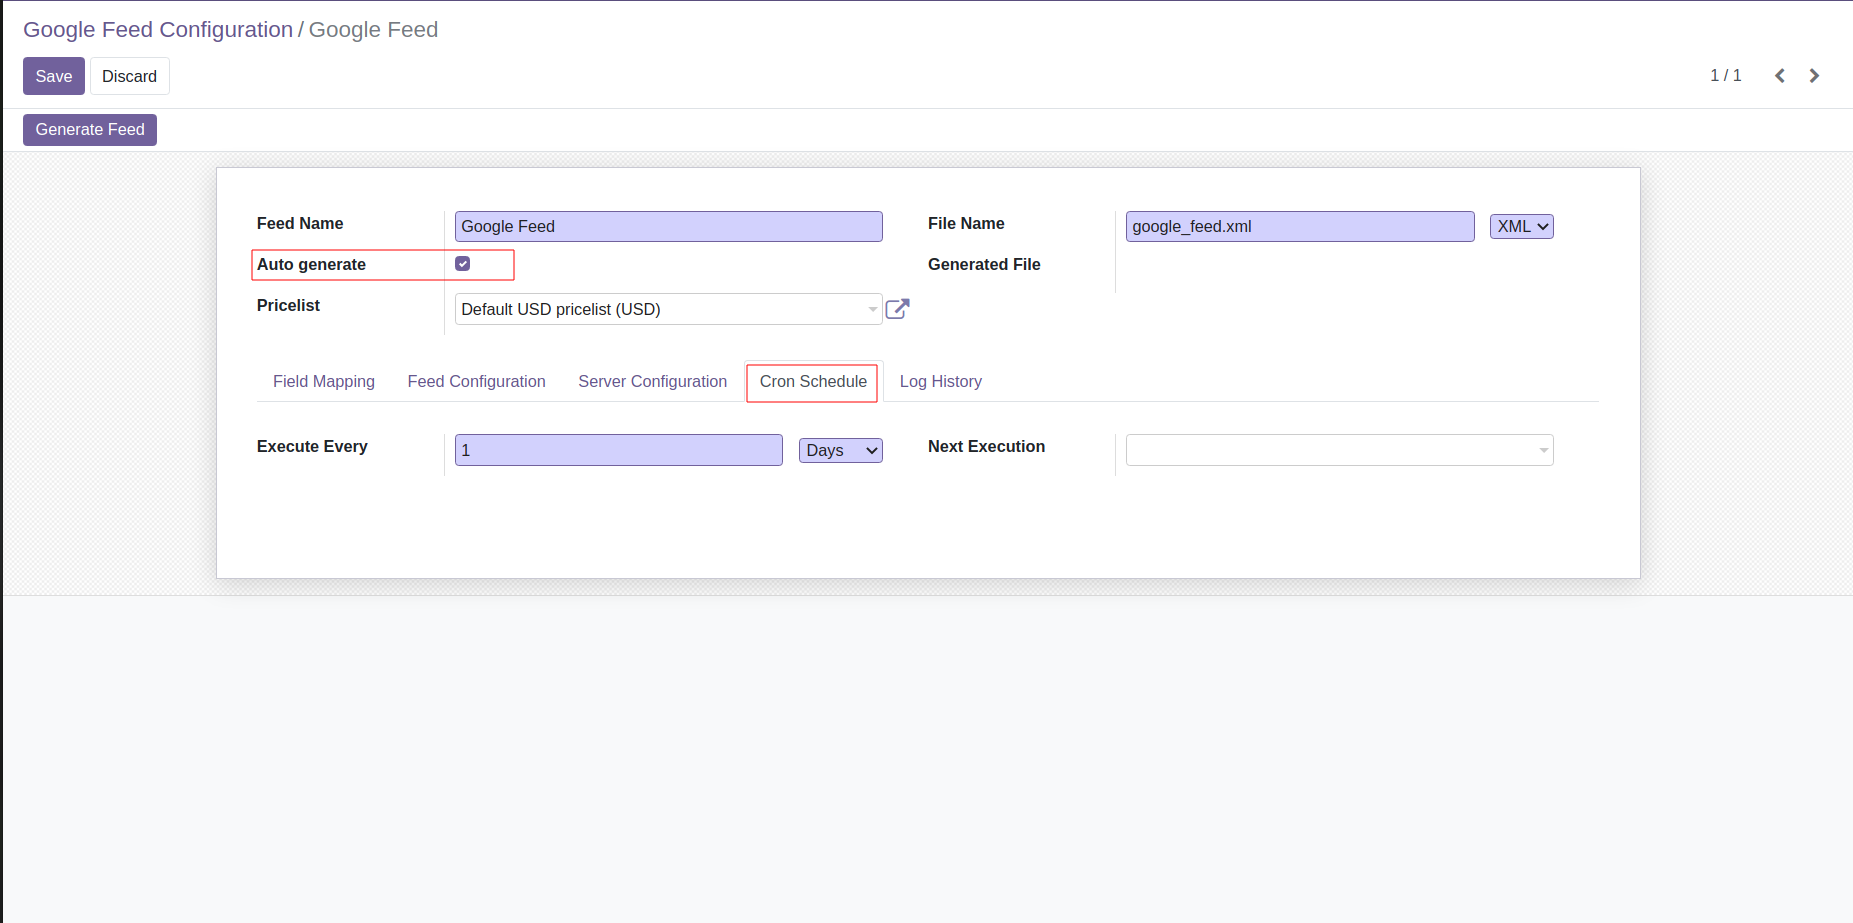 Google Feed Configuration / Google Feed
Save Discard 1 / 1
Generate Feed
Feed Name Google Feed File Name google_feed.xml XML
Auto generate Generated File
Pricelist Default USD pricelist (USD)
Field Mapping Feed Configuration Server Configuration Cron Schedule Log History
Execute Every 1 Days Next Execution